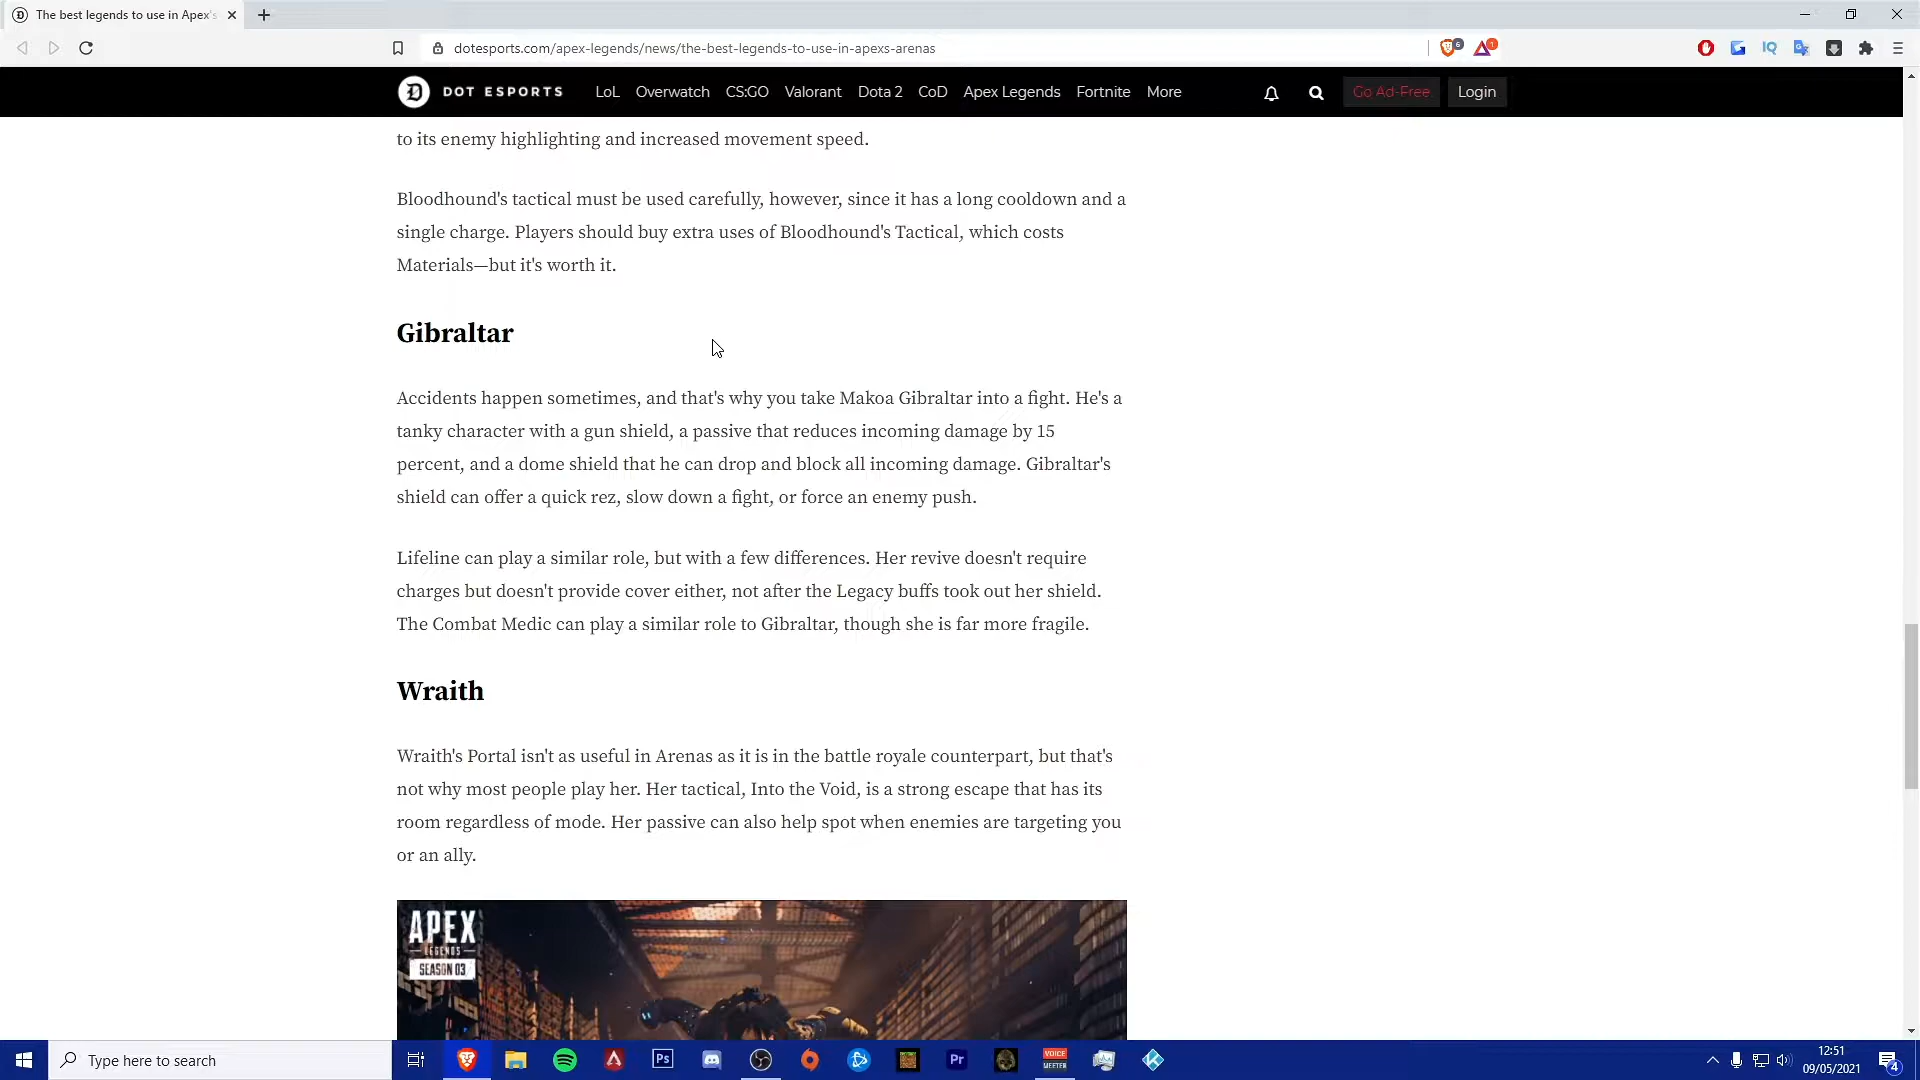 The best legends to use in Apex's
dotesports.com/apex-legends/news/the-best-legends-to-use-in-apexs-arenas
DOT ESPORTS LoL Overwatch CS:GO Valorant Dota 2 CoD Apex Legends Fortnite More Go Ad-Free Login
to its enemy highlighting and increased movement speed.
Bloodhound's tactical must be used carefully, however, since it has a long cooldown and a
single charge. Players should buy extra uses of Bloodhound's Tactical, which costs
Materials—but it's worth it.
Gibraltar
Accidents happen sometimes, and that's why you take Makoa Gibraltar into a fight. He's a
tanky character with a gun shield, a passive that reduces incoming damage by 15
percent, and a dome shield that he can drop and block all incoming damage. Gibraltar's
shield can offer a quick rez, slow down a fight, or force an enemy push.
Lifeline can play a similar role, but with a few differences. Her revive doesn't require
charges but doesn't provide cover either, not after the Legacy buffs took out her shield.
The Combat Medic can play a similar role to Gibraltar, though she is far more fragile.
Wraith
Wraith's Portal isn't as useful in Arenas as it is in the battle royale counterpart, but that's
not why most people play her. Her tactical, Into the Void, is a strong escape that has its
room regardless of mode. Her passive can also help spot when enemies are targeting you
or an ally.
APEX
LEGENDS
SEASON 03
Type here to search
Ps
Pr
VOICE
MEETER
12:51
09/05/2021
4